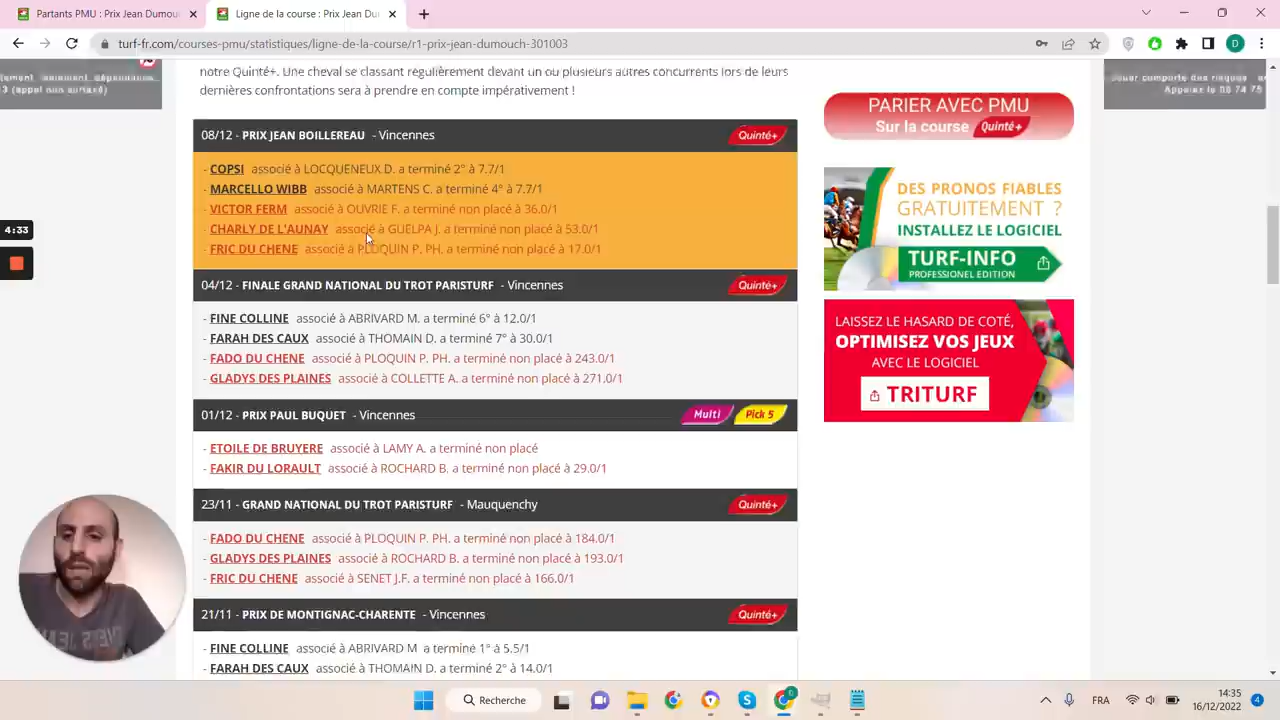 Partants PMU : Prix Jean Dumou
Ligne de la course : Prix Jean Du
turf-fr.com/courses-pmu/statistiques/ligne-de-la-course/r1-prix-jean-dumouch-301003
notre Quinté+. Une cheval se classant régulièrement devant un ou plusieurs autres concurrents lors de leurs
dernières confrontations sera à prendre en compte impérativement !
08/12 - PRIX JEAN BOILLEREAU - Vincennes Quinté+
- COPSI associé à LOCQUENEUX D. a terminé 2° à 7.7/1
- MARCELLO WIBB associé à MARTENS C. a terminé 4° à 7.7/1
- VICTOR FERM associé à OUVRIE F. a terminé non placé à 36.0/1
- CHARLY DE L'AUNAY associé à GUELPA J. a terminé non placé à 53.0/1
- FRIC DU CHENE associé à PLOQUIN P. PH. a terminé non placé à 17.0/1
04/12 - FINALE GRAND NATIONAL DU TROT PARISTURF - Vincennes Quinté+
- FINE COLLINE associé à ABRIVARD M. a terminé 6° à 12.0/1
- FARAH DES CAUX associé à THOMAIN D. a terminé 7° à 30.0/1
- FADO DU CHENE associé à PLOQUIN P. PH. a terminé non placé à 243.0/1
- GLADYS DES PLAINES associé à COLLETTE A. a terminé non placé à 271.0/1
01/12 - PRIX PAUL BUQUET - Vincennes Multi Pick 5
- ETOILE DE BRUYERE associé à LAMY A. a terminé non placé
- FAKIR DU LORAULT associé à ROCHARD B. a terminé non placé à 29.0/1
23/11 - GRAND NATIONAL DU TROT PARISTURF - Mauquenchy Quinté+
- FADO DU CHENE associé à PLOQUIN P. PH. a terminé non placé à 184.0/1
- GLADYS DES PLAINES associé à ROCHARD B. a terminé non placé à 193.0/1
- FRIC DU CHENE associé à SENET J.F. a terminé non placé à 166.0/1
21/11 - PRIX DE MONTIGNAC-CHARENTE - Vincennes Quinté+
- FINE COLLINE associé à ABRIVARD M a terminé 1° à 5.5/1
- FARAH DES CAUX associé à THOMAIN D. a terminé 2° à 14.0/1
PARIER AVEC PMU
Sur la course Quinté+
DES PRONOS FIABLES
GRATUITEMENT ?
INSTALLEZ LE LOGICIEL
TURF-INFO
PROFESSIONEL EDITION
LAISSEZ LE HASARD DE COTÉ,
OPTIMISEZ VOS JEUX
AVEC LE LOGICIEL
TRITURF
4:33
D
Recherche
FRA
14:35
16/12/2022
4